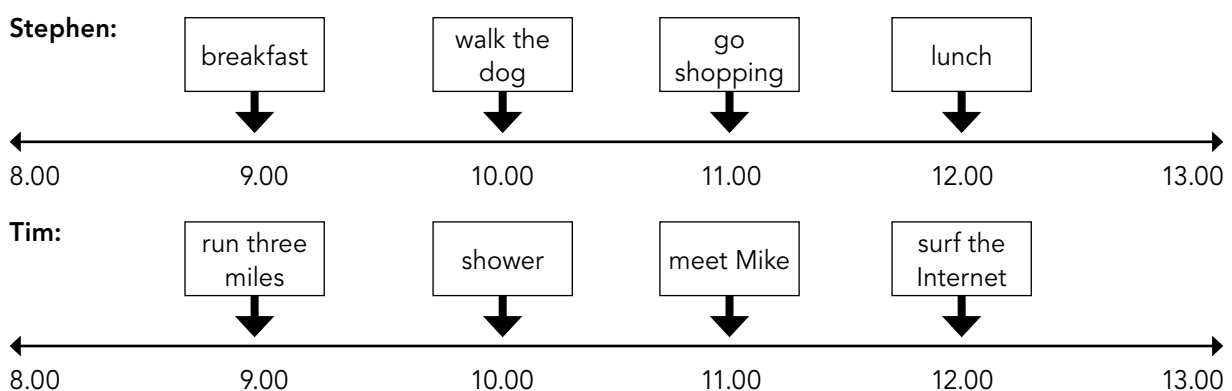 Stephen:
breakfast
walk the
dog
go
shopping
lunch
8.00 9.00 10.00 11.00 12.00 13.00
Tim:
run three
miles
shower
meet Mike
surf the
Internet
8.00 9.00 10.00 11.00 12.00 13.00